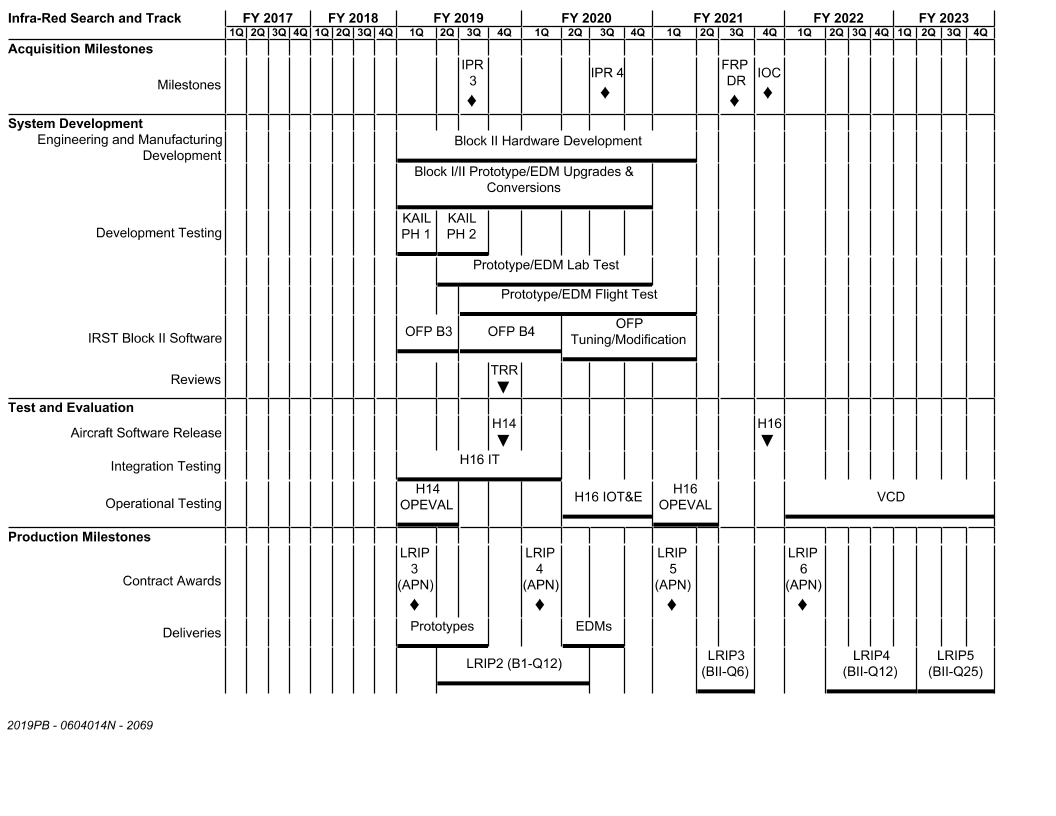 Infra-Red Search and Track FY 2017 FY 2018 FY 2019 FY 2020 FY 2021 FY 2022 FY 2023
1Q 2Q 3Q 4Q 1Q 2Q 3Q 4Q 1Q 2Q 3Q 4Q 1Q 2Q 3Q 4Q 1Q 2Q 3Q 4Q 1Q 2Q 3Q 4Q 1Q 2Q 3Q 4Q
Acquisition Milestones
Milestones
IPR
3
IPR 4
FRP
DR
IOC
System Development
Engineering and Manufacturing
Development
Block II Hardware Development
Block I/II Prototype/EDM Upgrades &
Conversions
Development Testing
KAIL
PH 1
KAIL
PH 2
Prototype/EDM Lab Test
Prototype/EDM Flight Test
IRST Block II Software
OFP B3
OFP B4
OFP
Tuning/Modification
Reviews
TRR
Test and Evaluation
Aircraft Software Release
H14
H16
Integration Testing
H16 IT
Operational Testing
H14
OPEVAL
H16 IOT&E
H16
OPEVAL
VCD
Production Milestones
Contract Awards
LRIP
3
(APN)
LRIP
4
(APN)
LRIP
5
(APN)
LRIP
6
(APN)
Deliveries
Prototypes
EDMs
LRIP2 (B1-Q12)
LRIP3
(BII-Q6)
LRIP4
(BII-Q12)
LRIP5
(BII-Q25)
2019PB - 0604014N - 2069